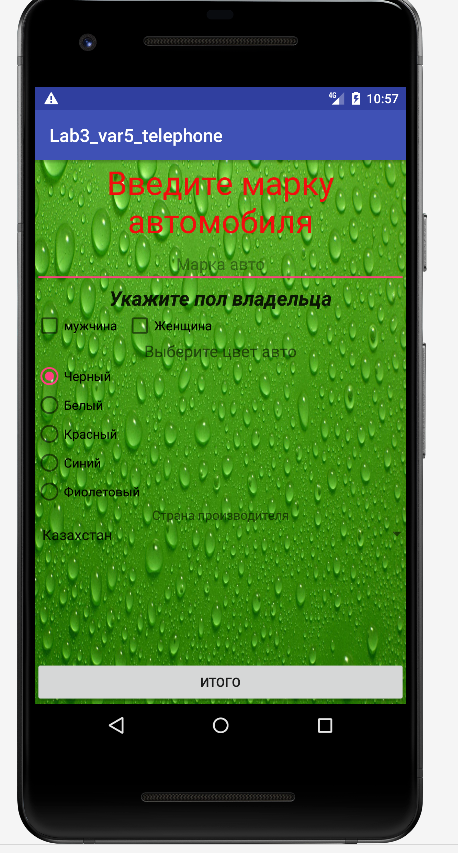 4G 10:57
Lab3_var5_telephone
Введите марку
автомобиля
Марка авто
Укажите пол владельца
мужчина Женщина
Выберите цвет авто
Черный
Белый
Красный
Синий
Фиолетовый
Страна производителя
Казахстан
ИТОГО